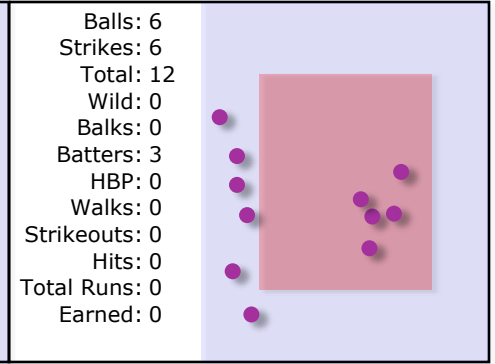 Balls: 6
Strikes: 6
Total: 12
Wild: 0
Balks: 0
Batters: 3
HBP: 0
Walks: 0
Strikeouts: 0
Hits: 0
Total Runs: 0
Earned: 0